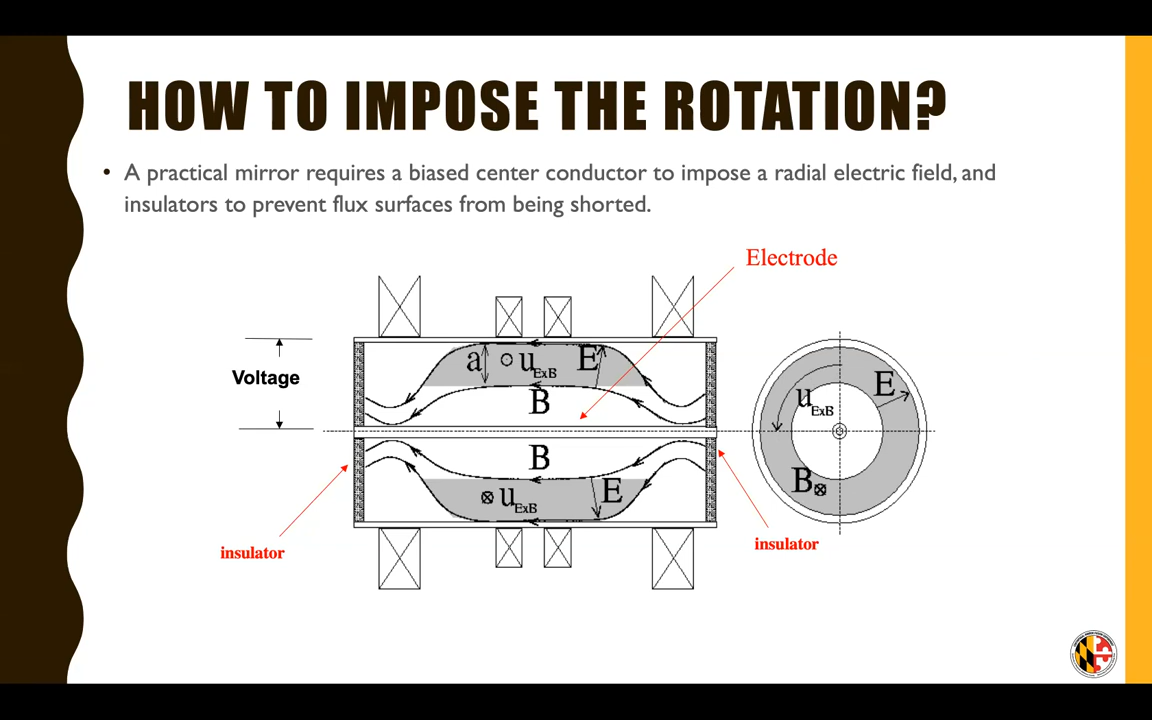 HOW TO IMPOSE THE ROTATION?
• A practical mirror requires a biased center conductor to impose a radial electric field, and
insulators to prevent flux surfaces from being shorted.
Electrode
Voltage
a
u ExB
E
B
B
u ExB
E
E
u ExB
B
insulator
insulator